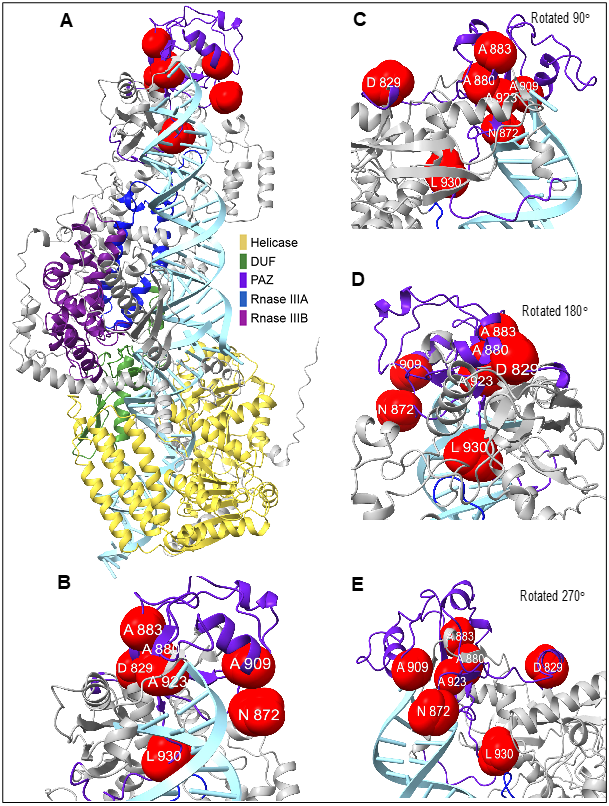 A
Helicase
DUF
PAZ
Rnase IIIA
Rnase IIIB
B
A 883
A 880
D 829
A 923
A 909
N 872
L 930
C
Rotated 90°
A 883
D 829
A 880
A 909
A 923
N 872
L 930
D
Rotated 180°
A 883
A 880
A 909
D 829
A 923
N 872
L 930
E
Rotated 270°
A 883
A 880
A 909
D 829
A 923
N 872
L 930